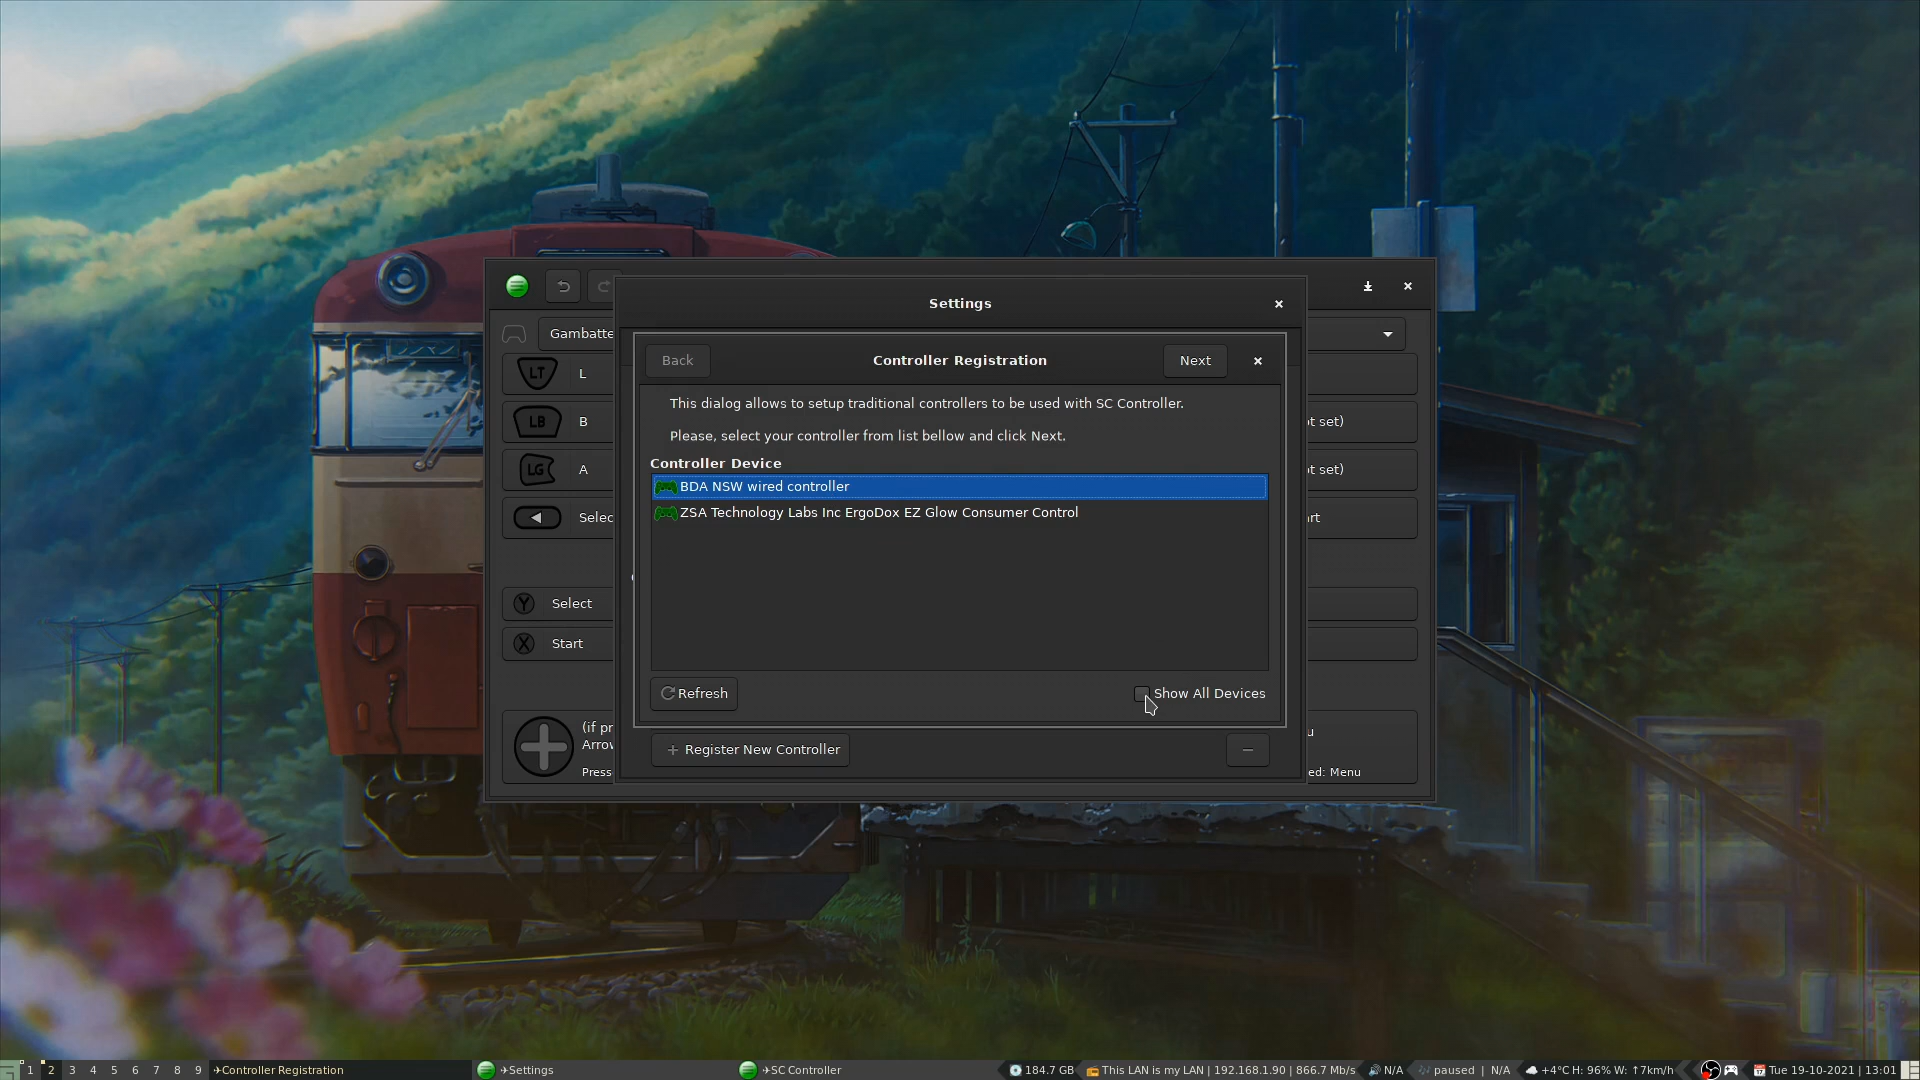 Settings
Gambatte
Back
Controller Registration
Next
LT
L
This dialog allows to setup traditional controllers to be used with SC Controller.
LB
B
Please, select your controller from list bellow and click Next.
t set)
Controller Device
LG
A
t set)
BDA NSW wired controller
ZSA Technology Labs Inc ErgoDox EZ Glow Consumer Control
Selec
rt
Y
Select
X
Start
Refresh
Show All Devices
(if pr
Arrow
u
+ Register New Controller
Press
ed: Menu
1 2 3 4 5 6 7 8 9
✈Controller Registration
✈Settings
✈SC Controller
184.7 GB
This LAN is my LAN | 192.168.1.90 | 866.7 Mb/s
N/A
paused | N/A
+4°C H: 96% W: ↑7km/h
Tue 19-10-2021 | 13:01